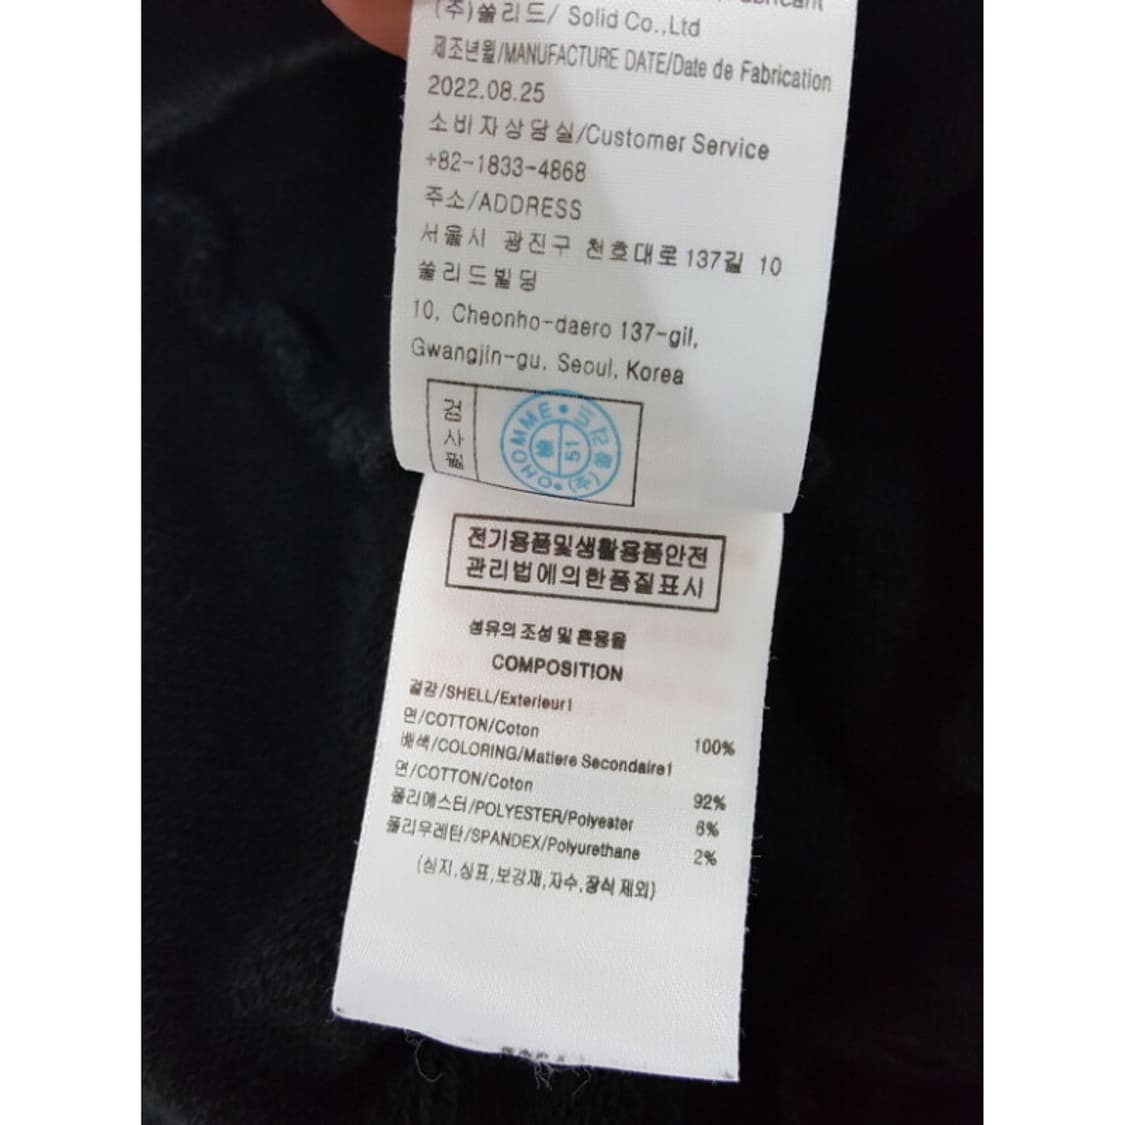 (주)쏠리드/ Solid Co.,Ltd
제조년월/MANUFACTURE DATE/Date de Fabrication
2022.08.25
소비자상담실/Customer Service
+82-1833-4868
주소/ADDRESS
서울시 광진구 천호대로137길 10
쏠리드빌딩
10, Cheonho-daero 137-gil,
Gwangjin-gu, Seoul, Korea
검사필
OHOMME
51
(주)쏠리드
전기용품및생활용품안전
관리법에의한품질표시
섬유의 조성 및 혼용율
COMPOSITION
겉감/SHELL/Exterieur1
면/COTTON/Coton 100%
배색/COLORING/Matiere Secondaire1
면/COTTON/Coton 92%
폴리에스터/POLYESTER/Polyester 6%
폴리우레탄/SPANDEX/Polyurethane 2%
(심지,심표,보강재,자수,장식 제외)